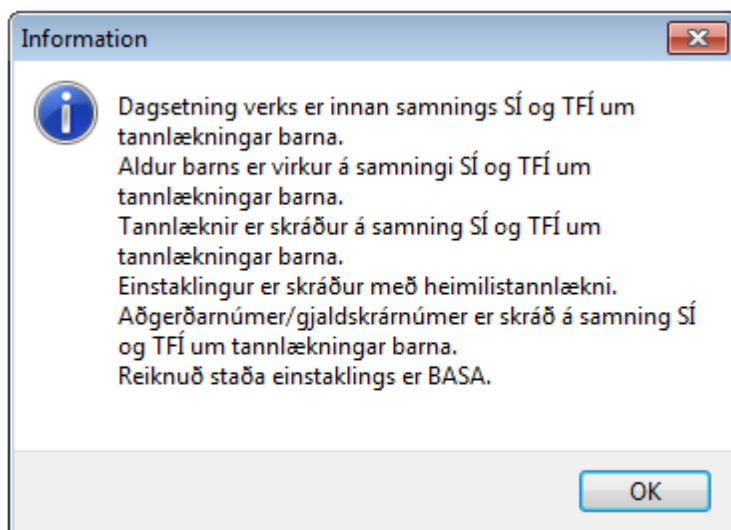 Information
Dagsetning verks er innan samnings SÍ og TFÍ um
tannlækningar barna.
Aldur barns er virkur á samningi SÍ og TFÍ um
tannlækningar barna.
Tannlæknir er skráður á samning SÍ og TFÍ um
tannlækningar barna.
Einstaklingur er skráður með heimilistannlækni.
Aðgerðarnúmer/gjaldskrárnúmer er skráð á samning SÍ
og TFÍ um tannlækningar barna.
Reiknuð staða einstaklings er BASA.
OK